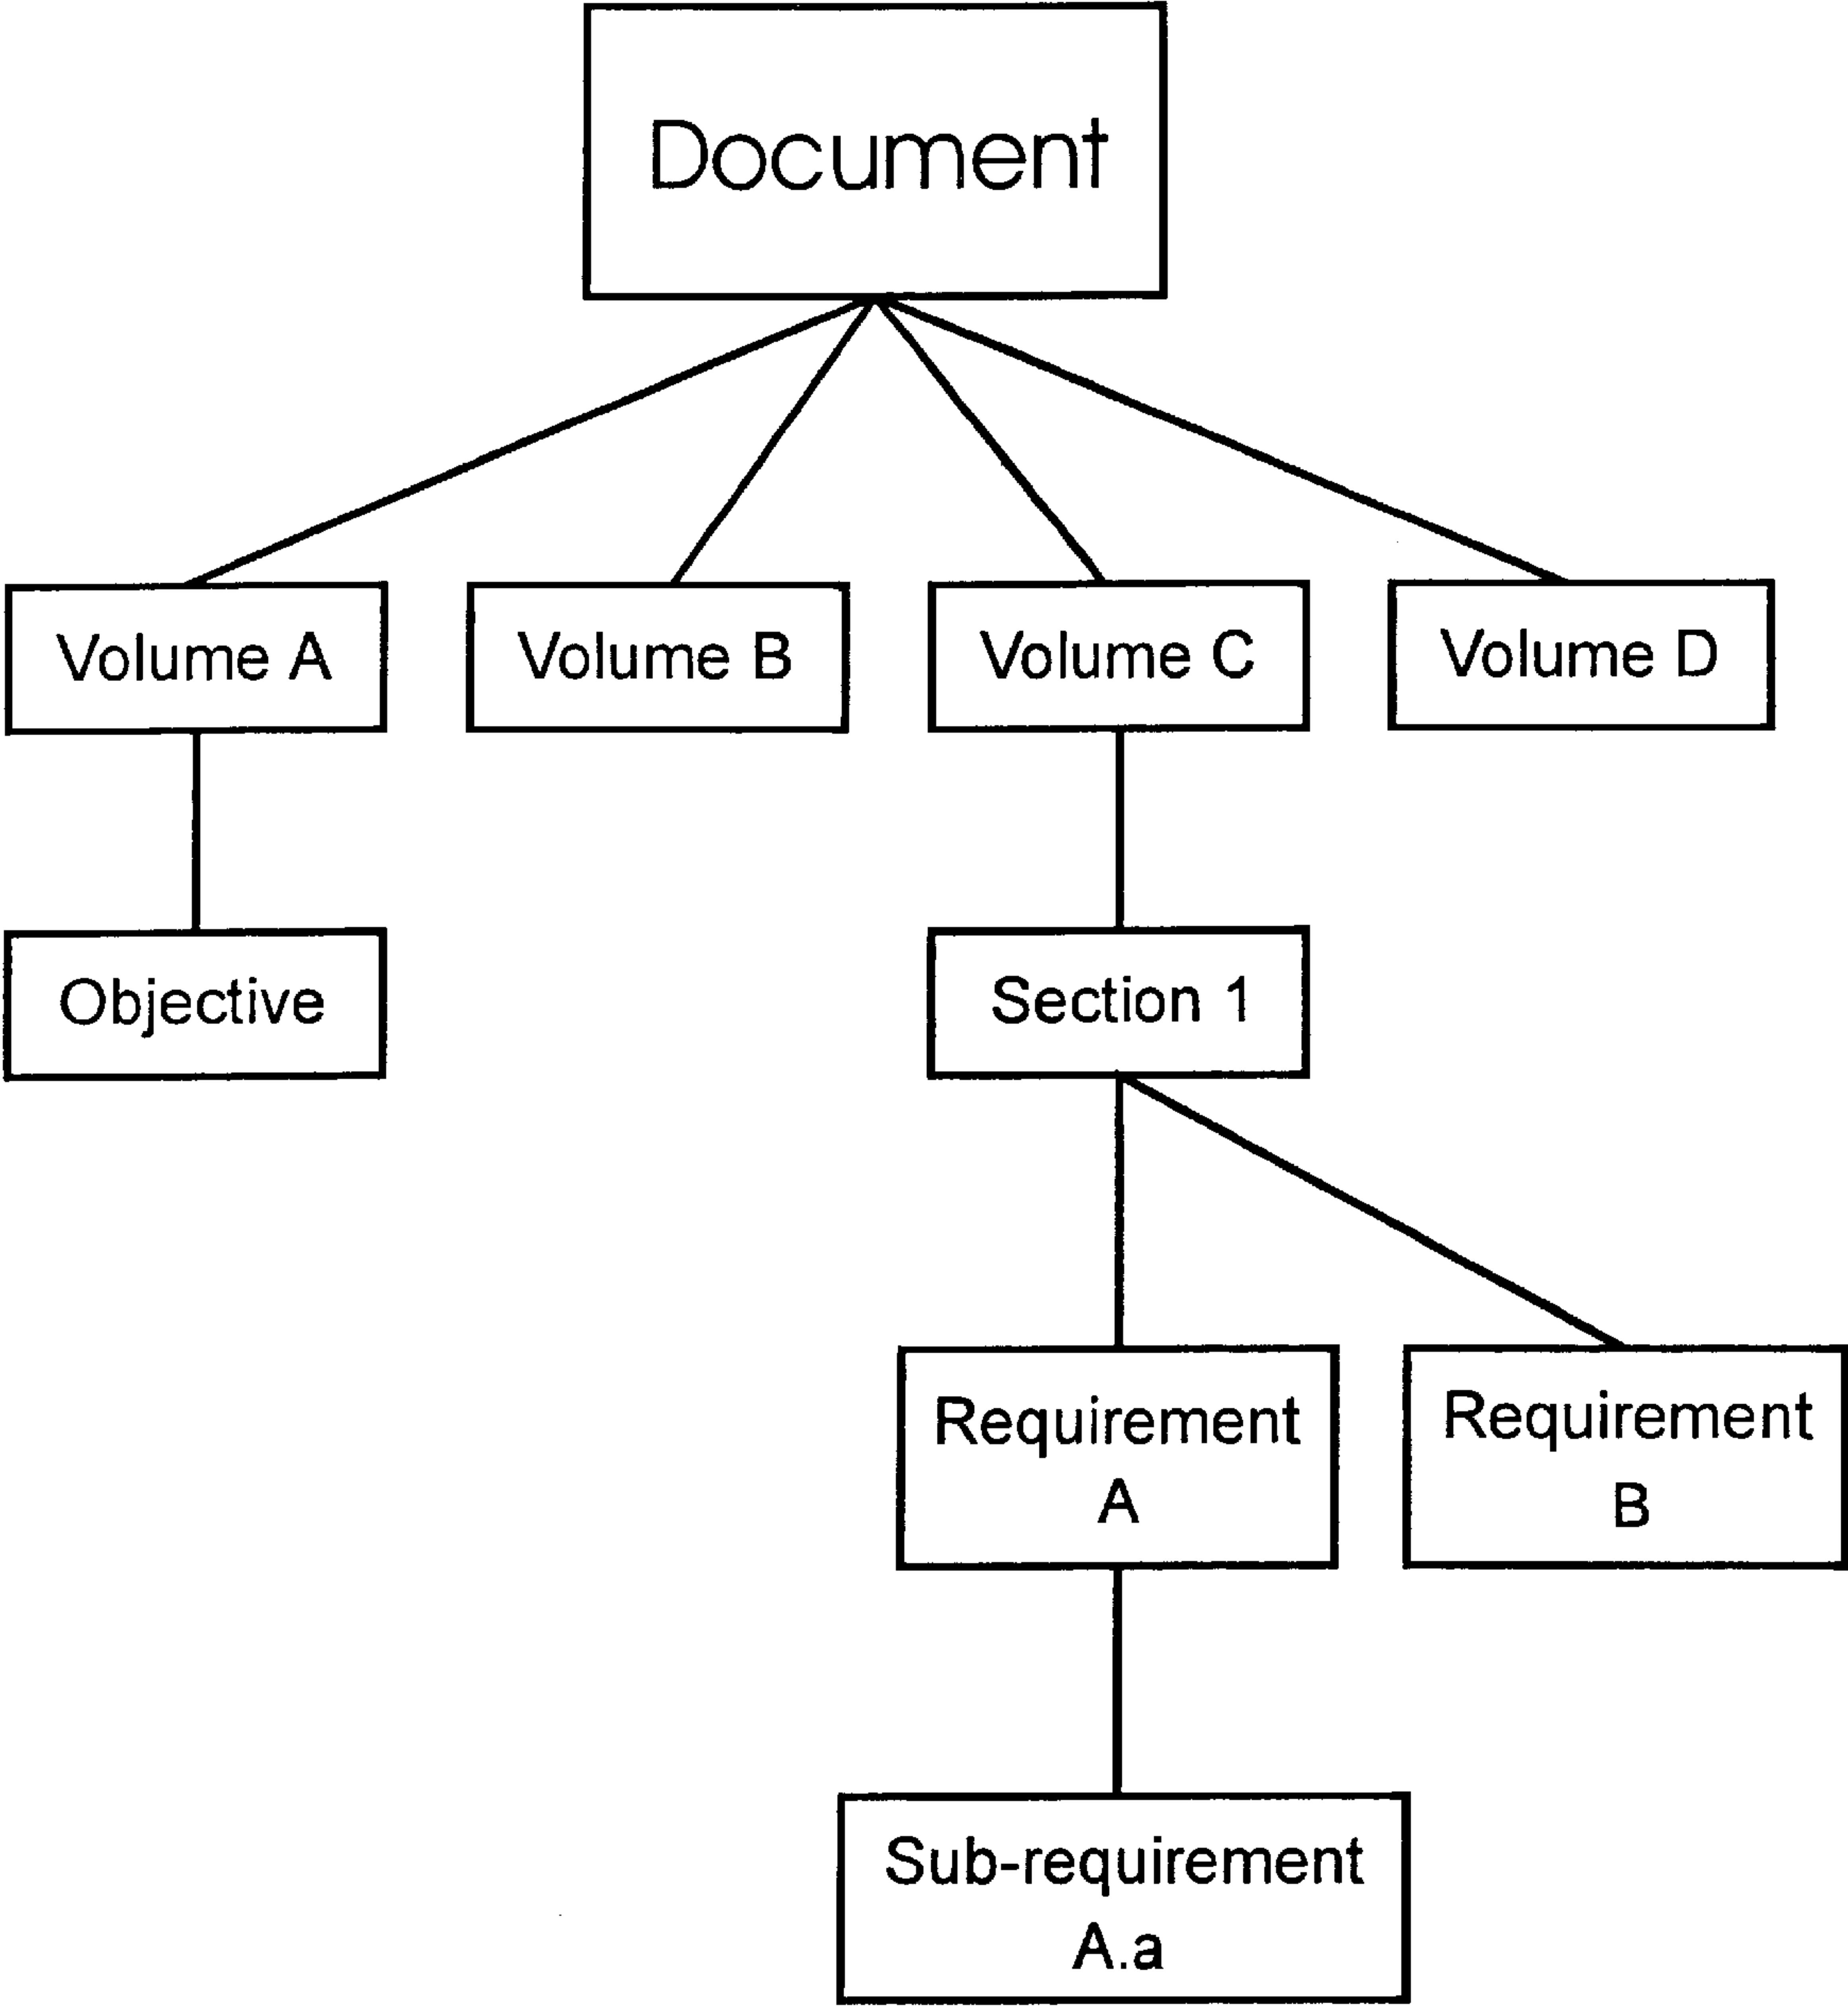 Document
Volume A
Volume B
Volume C
Volume D
Objective
Section 1
Requirement
A
Requirement
B
Sub-requirement
A.a